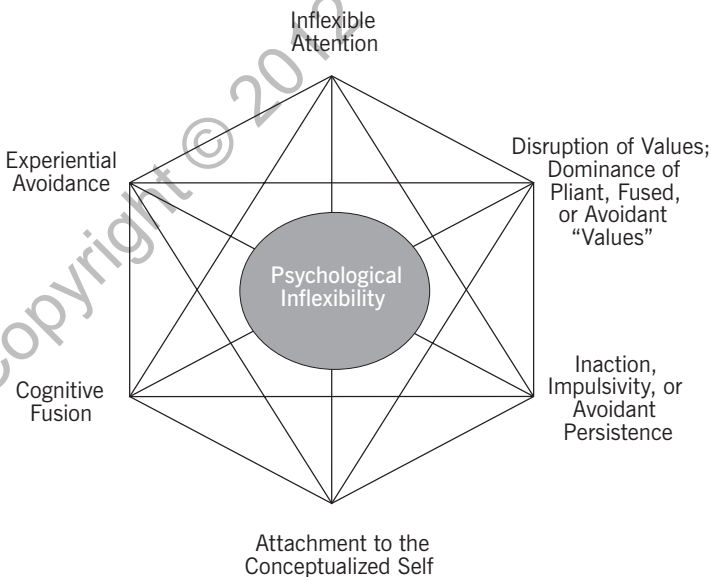 Inflexible
Attention
Copyright © 2012
Experiential
Avoidance
Disruption of Values;
Dominance of
Pliant, Fused,
or Avoidant
“Values”
Psychological
Inflexibility
Cognitive
Fusion
Inaction,
Impulsivity, or
Avoidant
Persistence
Attachment to the
Conceptualized Self